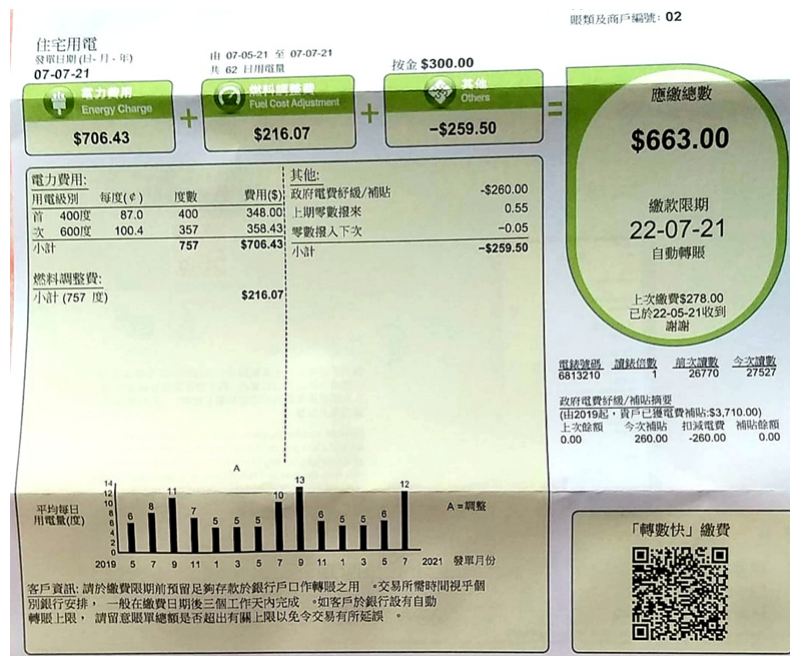 賬類及商戶編號: 02
住宅用電
發單日期 (日- 月 - 年)
07-07-21
由 07-05-21 至 07-07-21
共 62 日用電量
按金 $300.00
電力費用
Energy Charge
$706.43
+
燃料調整費
Fuel Cost Adjustment
$216.07
+
其他
Others
−$259.50
=
應繳總數
$663.00
繳款限期
22-07-21
自動轉賬
上次繳費$278.00
已於22-05-21收到
謝謝
電力費用:
用電級別 每度(¢) 度數 費用($)
首 400度 87.0 400 348.00
次 600度 100.4 357 358.43
小計 757 $706.43
燃料調整費:
小計 (757 度) $216.07
其他:
政府電費紓緩/補貼 -$260.00
上期零數撥來 0.55
零數撥入下次 −0.05
小計 −$259.50
電錶號碼 讀錶倍數 前次讀數 今次讀數
6813210 1 26770 27527
政府電費紓緩/補貼摘要
(由2019起，貴戶已獲電費補貼:$3,710.00)
上次餘額 今次補貼 扣減電費 補貼餘額
0.00 260.00 -260.00 0.00
平均每日
用電量(度)
14
12
10
8
6
4
2
0
A
6 8 11 7 5 5 5 10 13 6 5 5 6 12
2019 5 7 9 11 1 3 5 7 9 11 1 3 5 7 2021 發單月份
A = 調整
「轉數快」繳費
客戶資訊: 請於繳費限期前預留足夠存款於銀行戶口作轉賬之用 。交易所需時間視乎個
別銀行安排， 一般在繳費日期後三個工作天內完成 。如客戶於銀行設有自動
轉賬上限， 請留意賬單總額是否超出有關上限以免令交易有所延誤 。